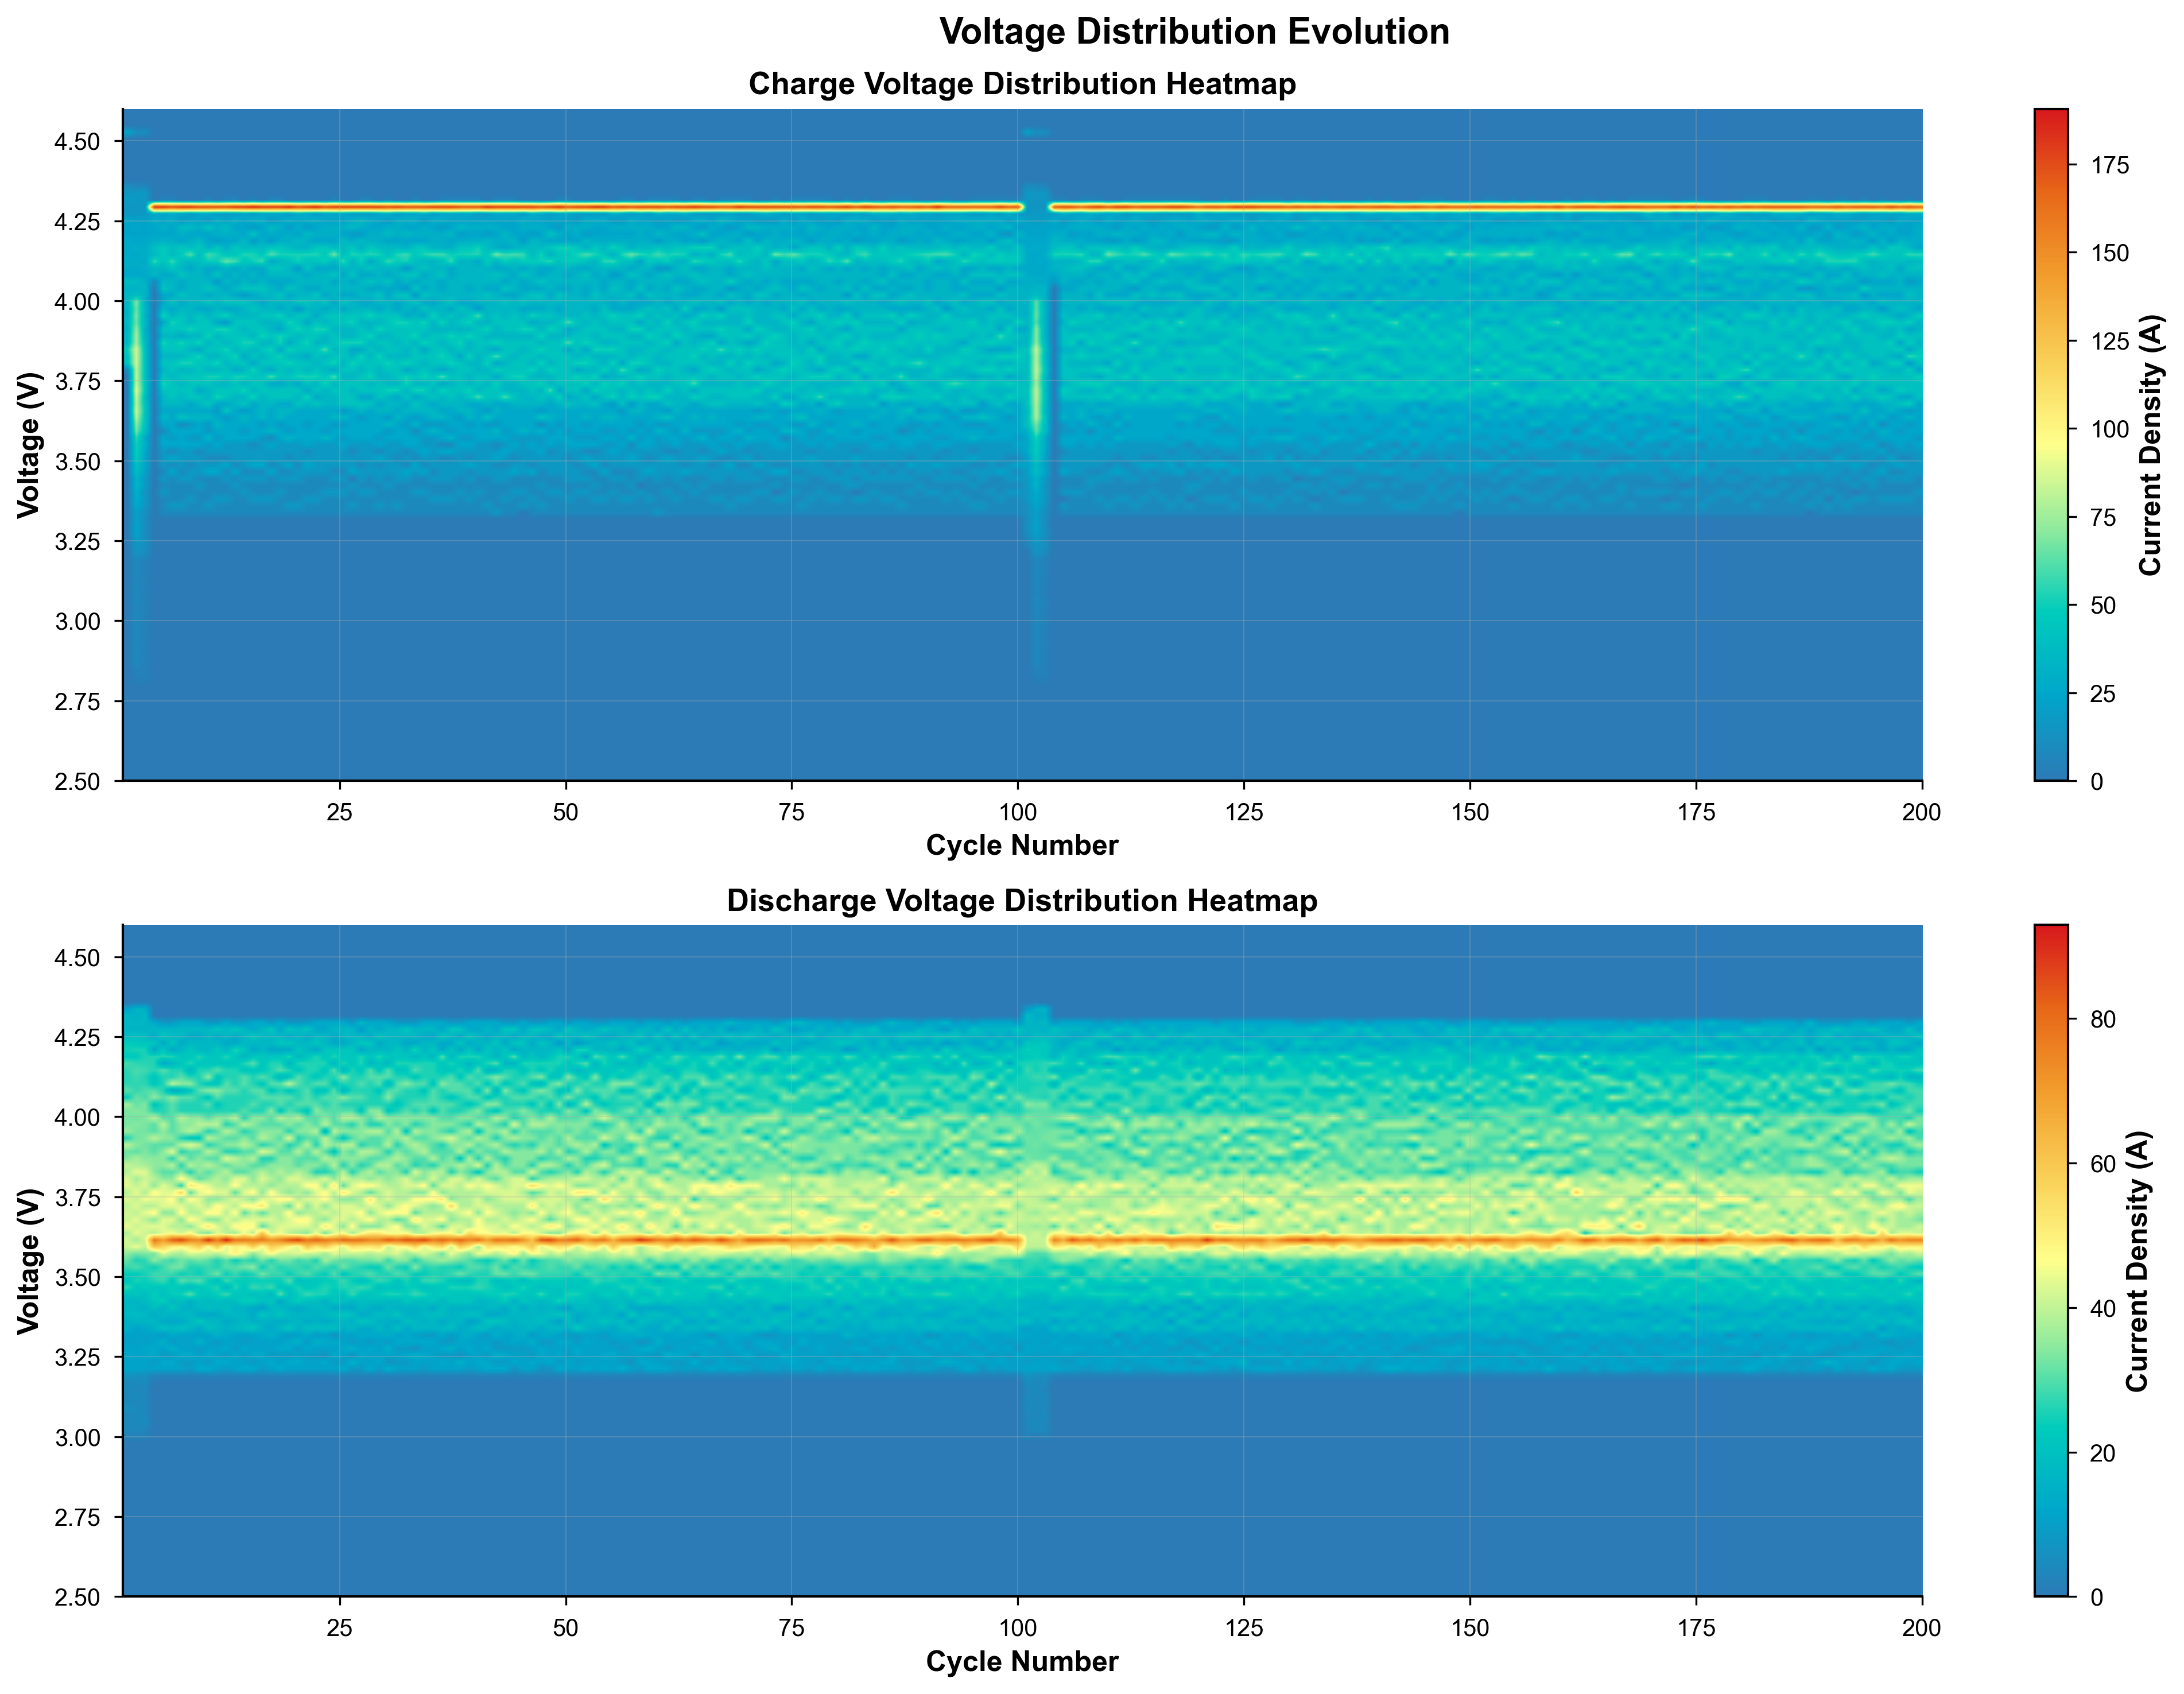 Voltage Distribution Evolution
Charge Voltage Distribution Heatmap
Voltage (V)
4.50
4.25
4.00
3.75
3.50
3.25
3.00
2.75
2.50
25 50 75 100 125 150 175 200
Cycle Number
175
150
125
100
75
50
25
0
Current Density (A)
Discharge Voltage Distribution Heatmap
Voltage (V)
4.50
4.25
4.00
3.75
3.50
3.25
3.00
2.75
2.50
25 50 75 100 125 150 175 200
Cycle Number
80
60
40
20
0
Current Density (A)